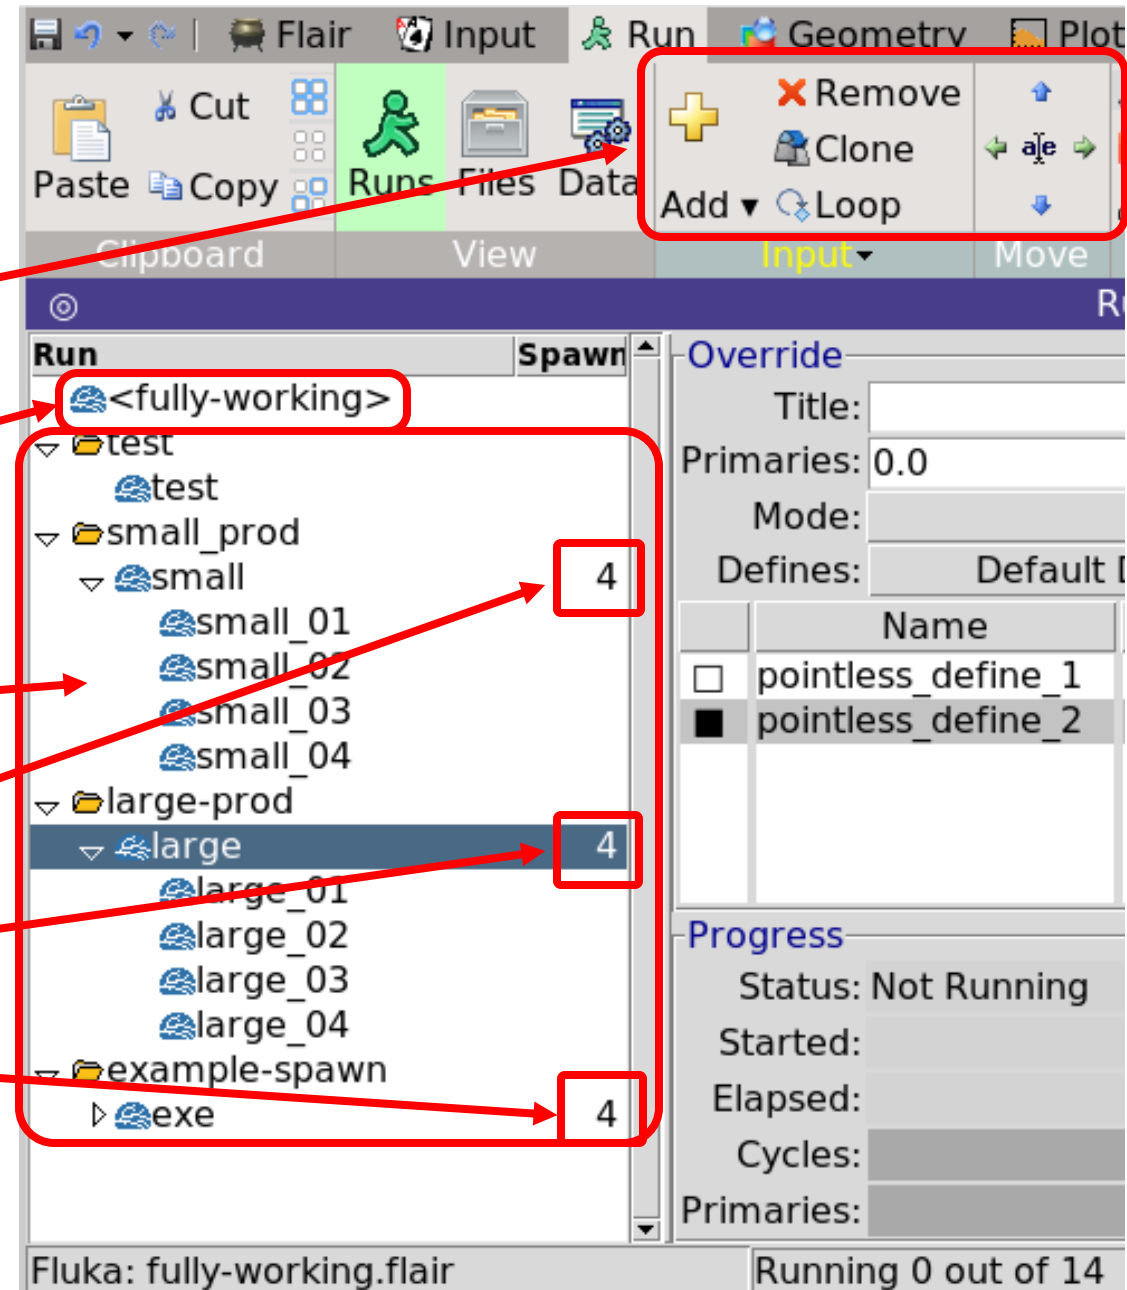 Flair Input Run Geometry Plot
Paste Cut Copy Runs Files Data Add Remove Clone Loop
Clipboard View Input Move
Run Spawn
<fully-working>
test
test
small_prod
small 4
small_01
small_02
small_03
small_04
large-prod
large 4
large_01
large_02
large_03
large_04
example-spawn
exe 4
Override
Title:
Primaries: 0.0
Mode:
Defines: Default
Name
pointless_define_1
pointless_define_2
Progress
Status: Not Running
Started:
Elapsed:
Cycles:
Primaries:
Fluka: fully-working.flair
Running 0 out of 14